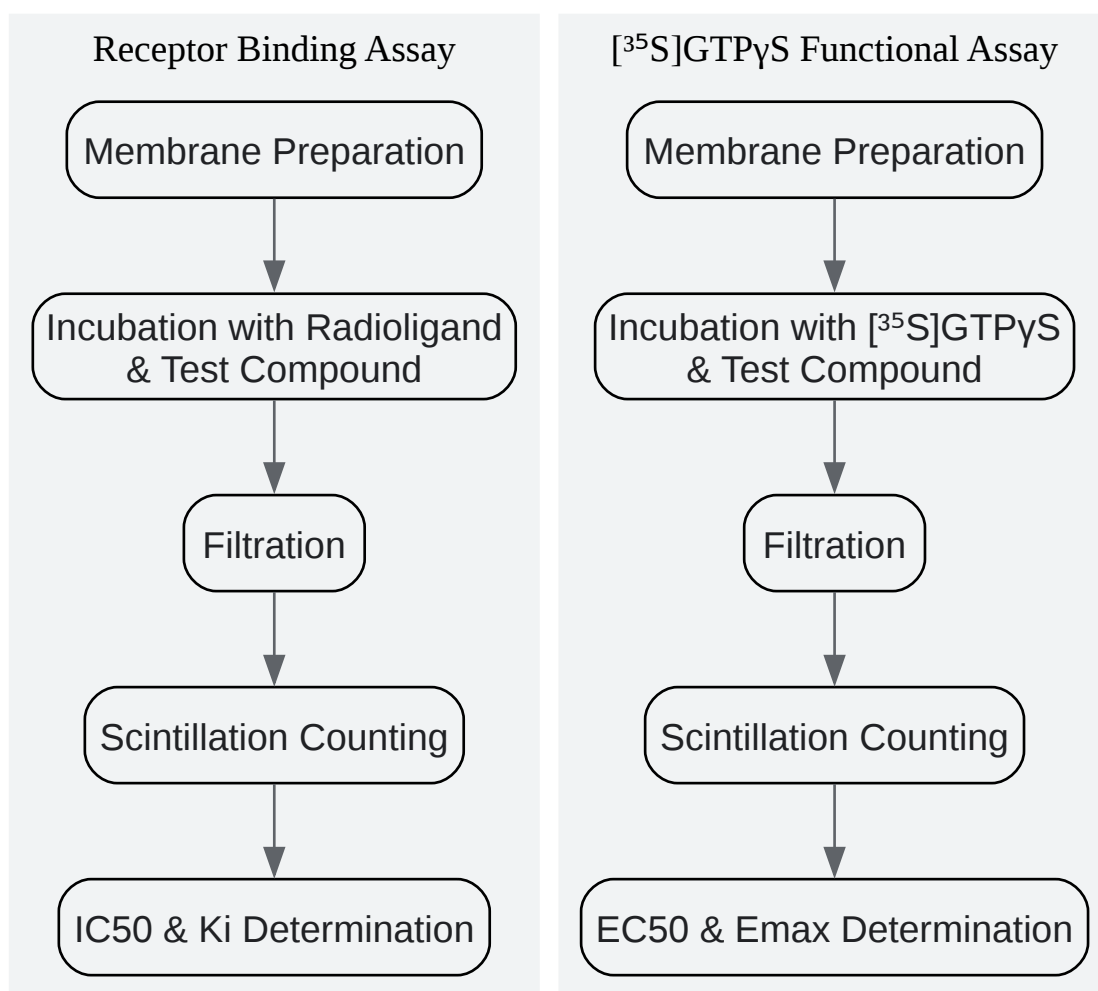 Receptor Binding Assay
Membrane Preparation
Incubation with Radioligand
& Test Compound
Filtration
Scintillation Counting
IC50 & Ki Determination
[³⁵S]GTPγS Functional Assay
Membrane Preparation
Incubation with [³⁵S]GTPγS
& Test Compound
Filtration
Scintillation Counting
EC50 & Emax Determination